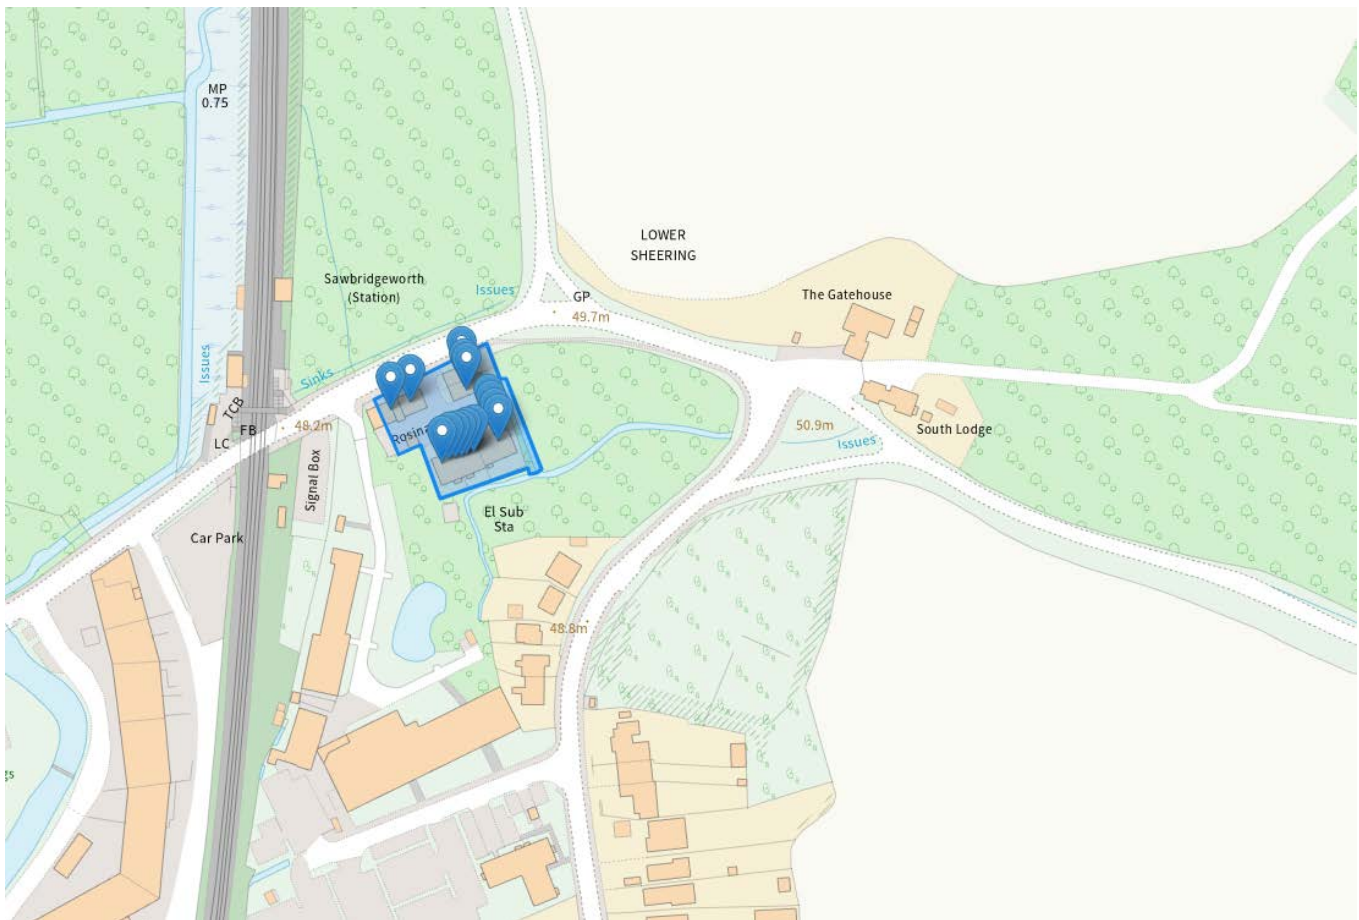 MP
0.75
LOWER
SHEERING
Sawbridgeworth
(Station)
Issues
GP
49.7m
The Gatehouse
Issues
Sinks
TCB
FB
LC
48.2m
50.9m
Issues
South Lodge
Signal Box
El Sub
Sta
Car Park
48.8m